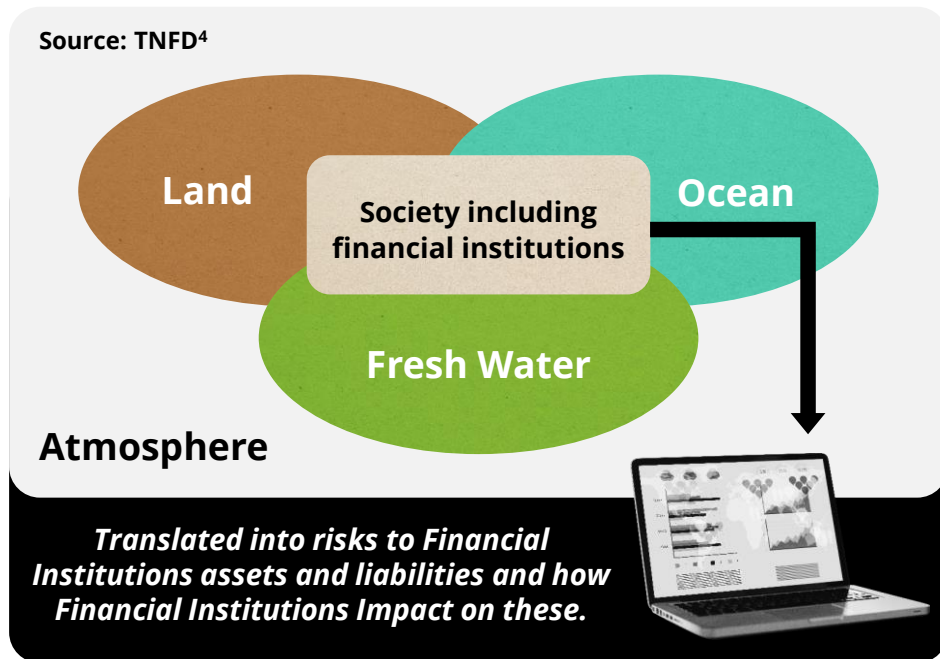 Source: TNFD⁴
Land
Ocean
Society including
financial institutions
Fresh Water
Atmosphere
Translated into risks to Financial
Institutions assets and liabilities and how
Financial Institutions Impact on these.